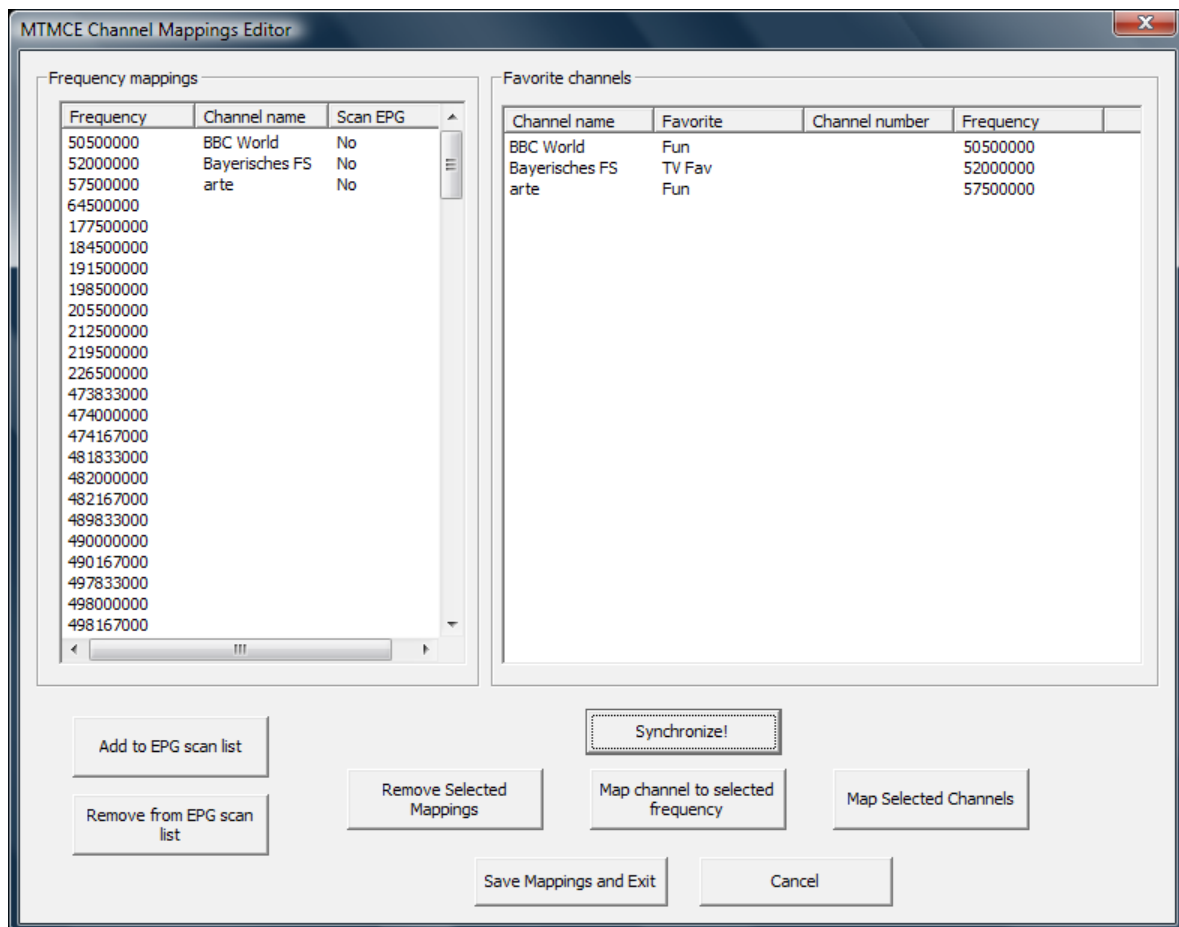 MTMCE Channel Mappings Editor
Frequency mappings
Frequency Channel name Scan EPG
50500000 BBC World No
52000000 Bayerisches FS No
57500000 arte No
64500000
177500000
184500000
191500000
198500000
205500000
212500000
219500000
226500000
473833000
474000000
474167000
481833000
482000000
482167000
489833000
490000000
490167000
497833000
498000000
498167000
Favorite channels
Channel name Favorite Channel number Frequency
BBC World Fun 50500000
Bayerisches FS TV Fav 52000000
arte Fun 57500000
Add to EPG scan list
Remove from EPG scan
list
Synchronize!
Remove Selected
Mappings
Map channel to selected
frequency
Map Selected Channels
Save Mappings and Exit
Cancel